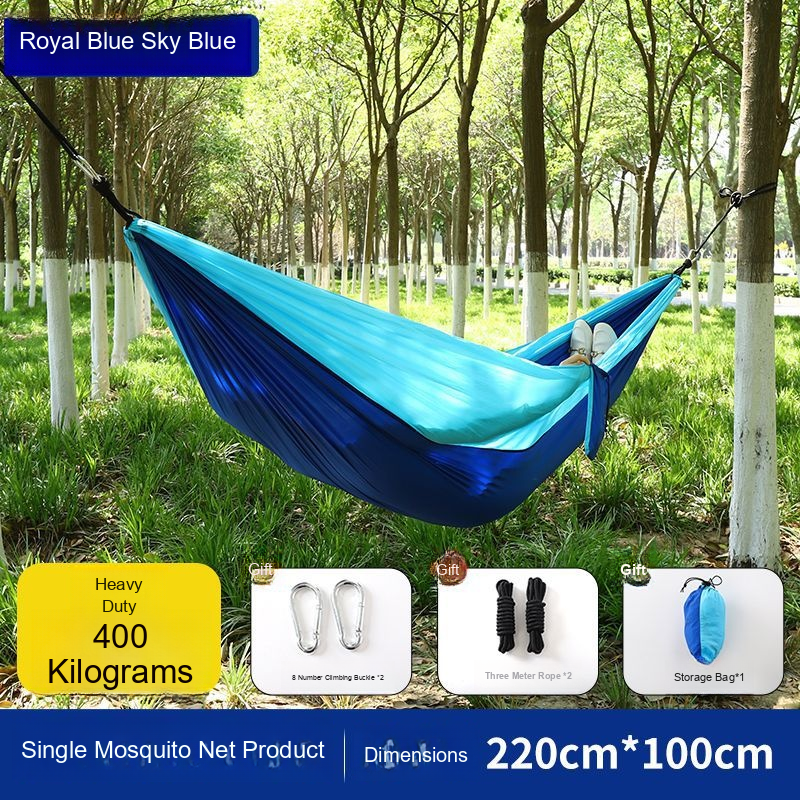 Royal Blue Sky Blue
Heavy
Duty
400
Kilograms
Gift
8 Number Climbing Buckle *2
Gift
Three Meter Rope *2
Gift
Storage Bag*1
Single Mosquito Net Product
Dimensions
220cm*100cm